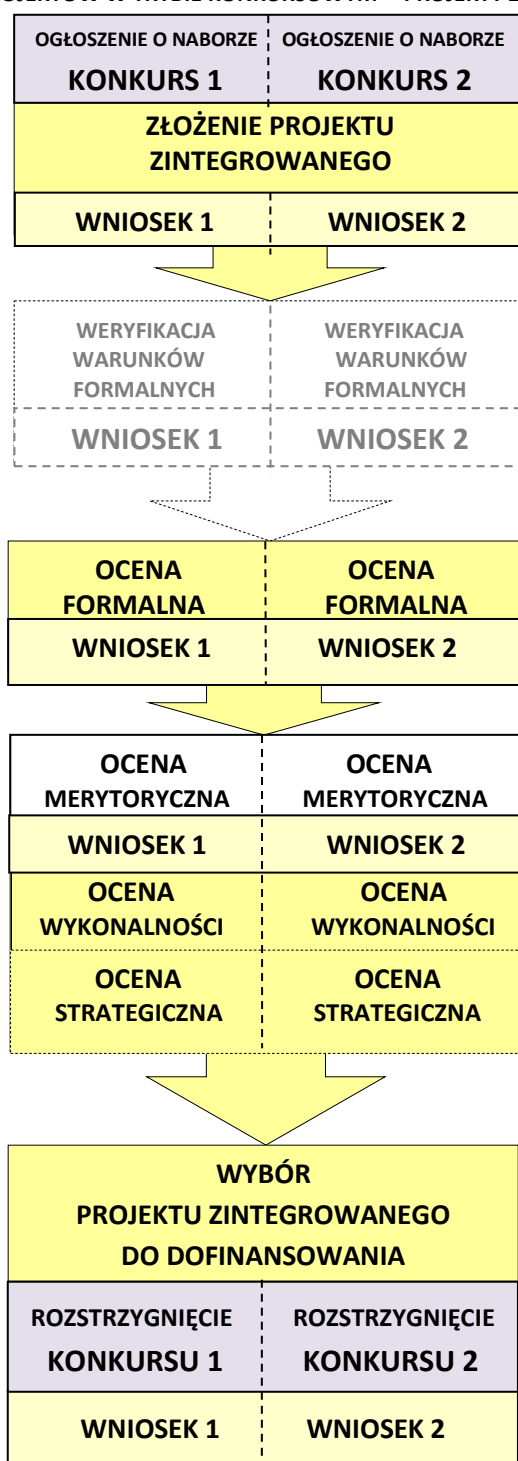 OGŁOSZENIE O NABORZE OGŁOSZENIE O NABORZE
KONKURS 1 KONKURS 2
ZŁOŻENIE PROJEKTU
ZINTEGROWANEGO
WNIOSEK 1 WNIOSEK 2
WERYFIKACJA WERYFIKACJA
WARUNKÓW WARUNKÓW
FORMALNYCH FORMALNYCH
WNIOSEK 1 WNIOSEK 2
OCENA OCENA
FORMALNA FORMALNA
WNIOSEK 1 WNIOSEK 2
OCENA OCENA
MERYTORYCZNA MERYTORYCZNA
WNIOSEK 1 WNIOSEK 2
OCENA OCENA
WYKONALNOŚCI WYKONALNOŚCI
OCENA OCENA
STRATEGICZNA STRATEGICZNA
WYBÓR
PROJEKTU ZINTEGROWANEGO
DO DOFINANSOWANIA
ROZSTRZYGNIĘCIE ROZSTRZYGNIĘCIE
KONKURSU 1 KONKURSU 2
WNIOSEK 1 WNIOSEK 2